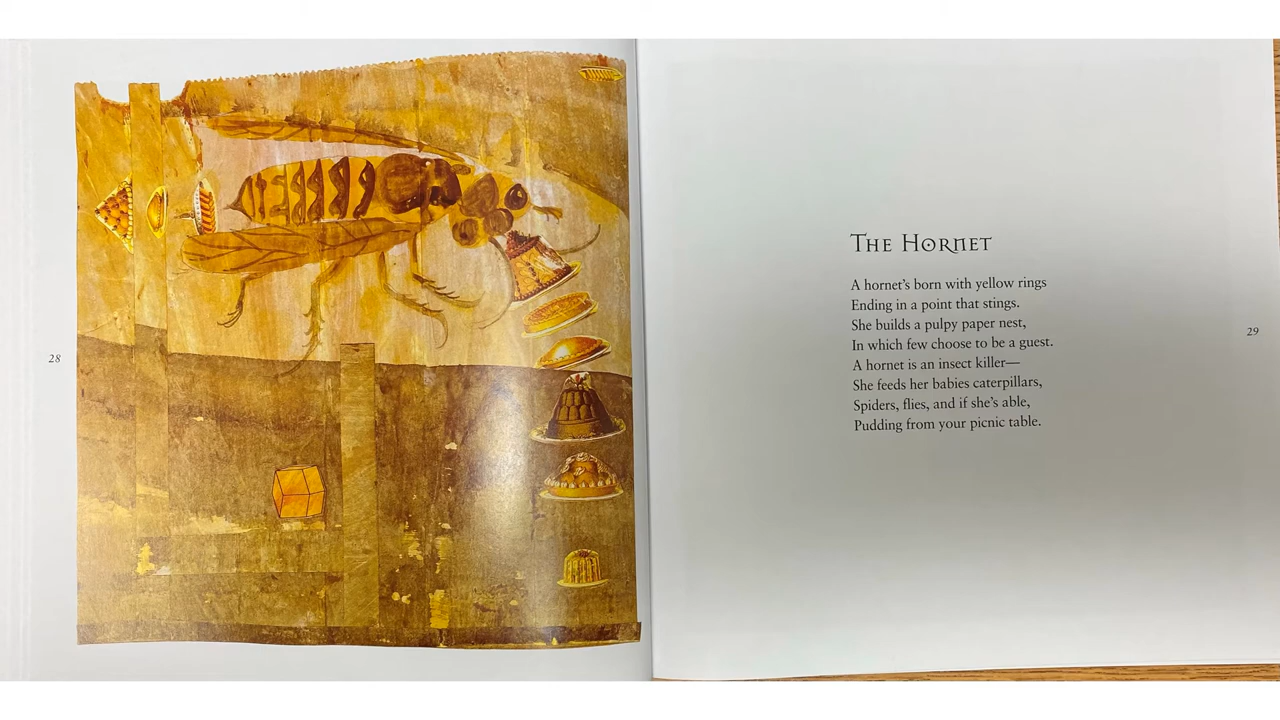 28
The Hornet
A hornet's born with yellow rings
Ending in a point that stings.
She builds a pulpy paper nest,
In which few choose to be a guest.
A hornet is an insect killer—
She feeds her babies caterpillars,
Spiders, flies, and if she's able,
Pudding from your picnic table.
29